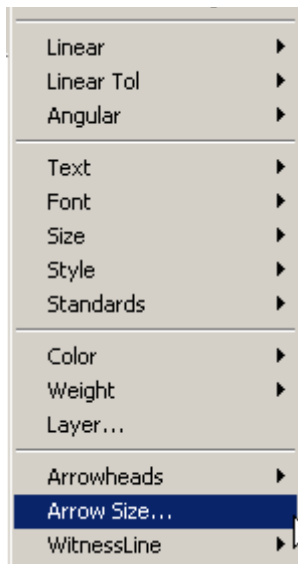 Linear
Linear Tol
Angular
Text
Font
Size
Style
Standards
Color
Weight
Layer...
Arrowheads
Arrow Size...
WitnessLine